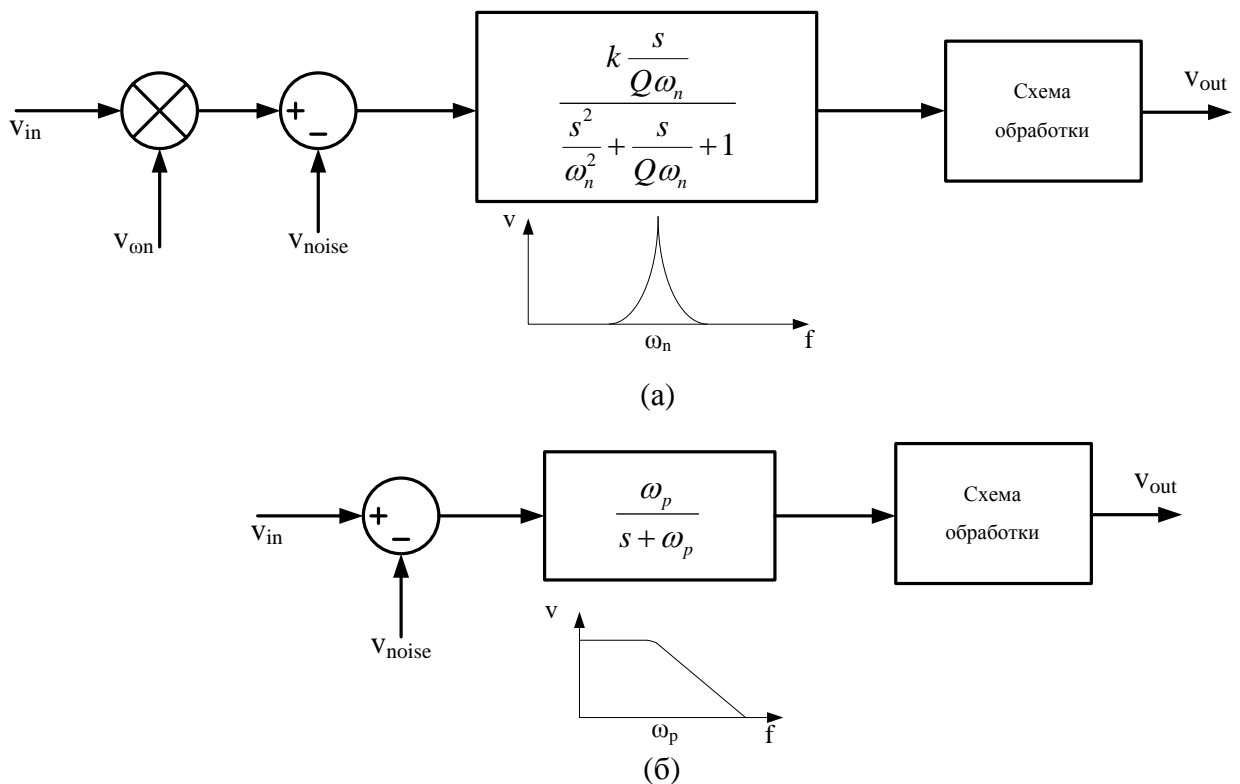 v_in
v_ωn
+
−
v_noise
k s/(Qω_n)
s²/ω_n² + s/(Qω_n) + 1
Схема
обработки
v_out
v
ω_n
f
(а)
v_in
+
−
v_noise
ω_p
s + ω_p
Схема
обработки
v_out
v
ω_p
f
(б)